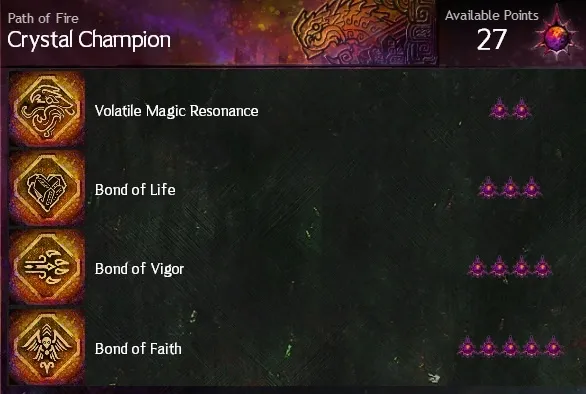 Path of Fire
Crystal Champion
Available Points
27
Volatile Magic Resonance
Bond of Life
Bond of Vigor
Bond of Faith